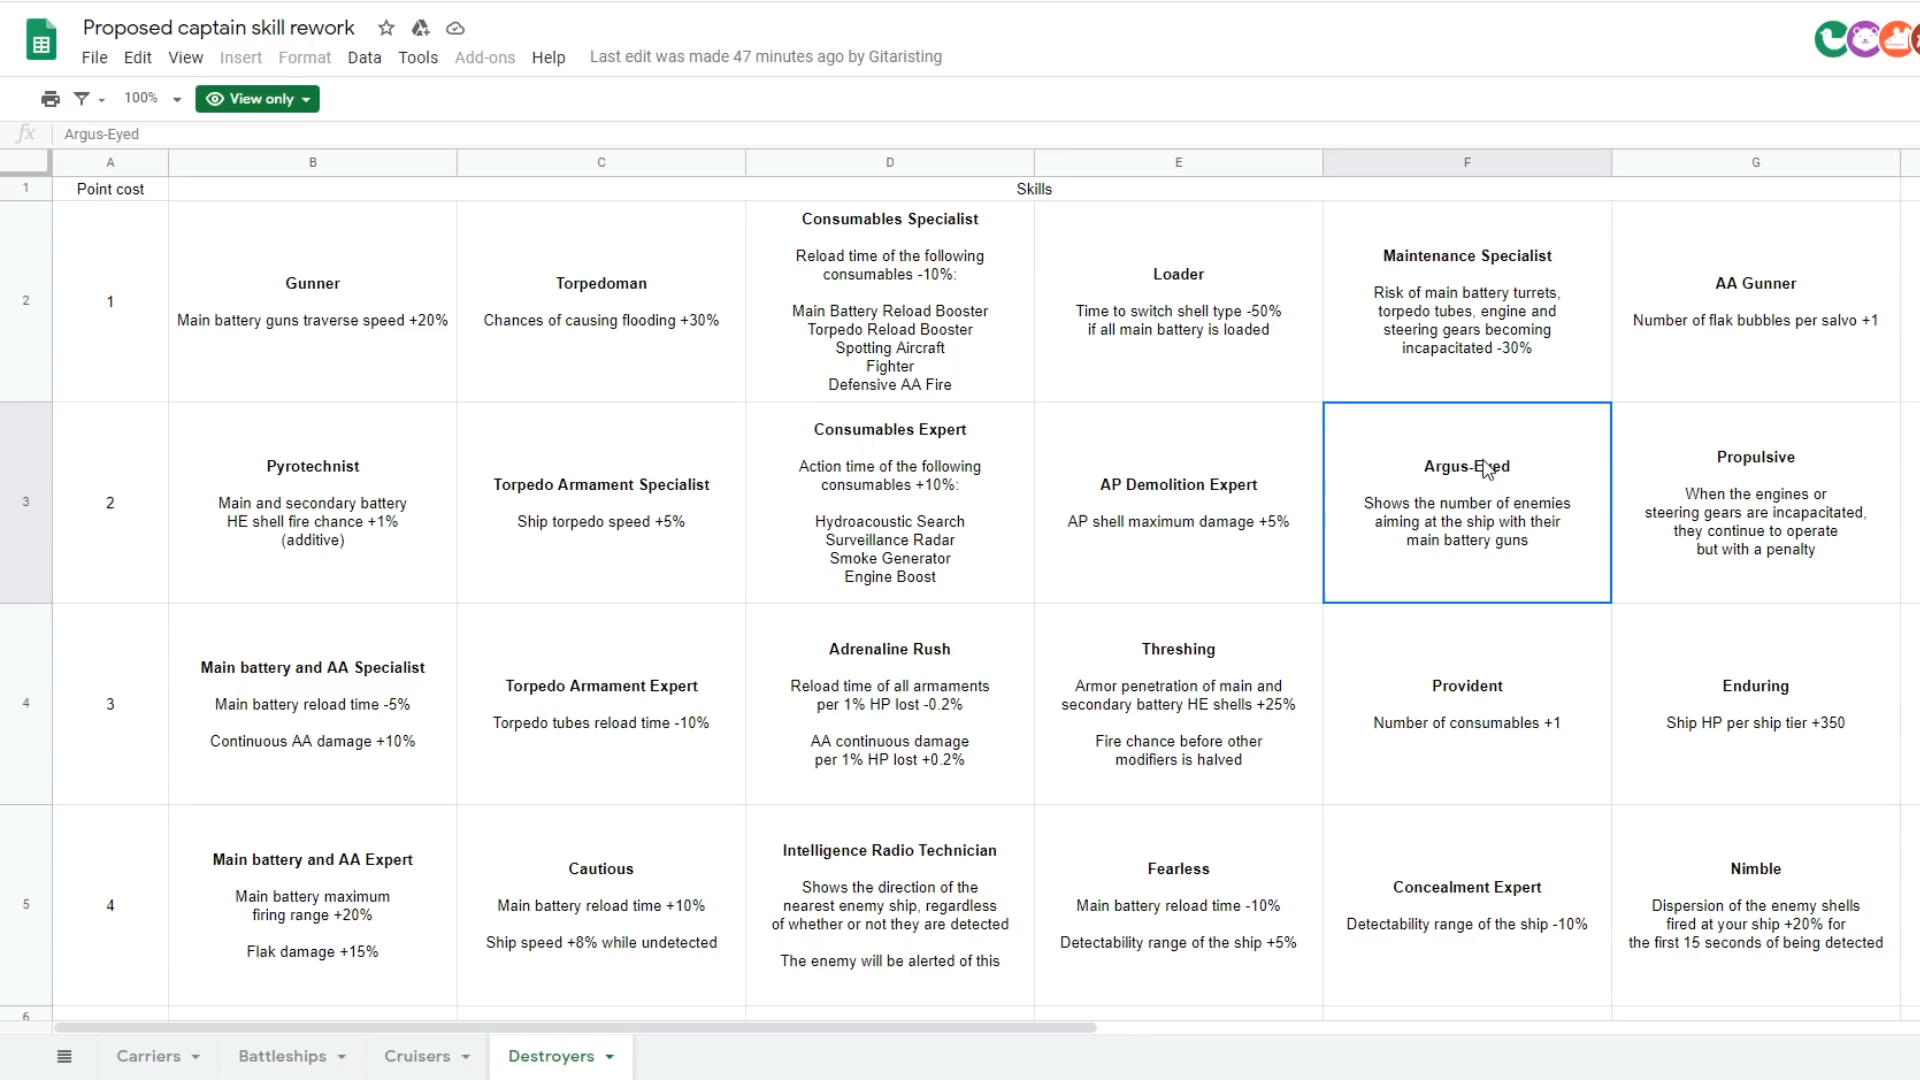 Proposed captain skill rework
File Edit View Insert Format Data Tools Add-ons Help Last edit was made 47 minutes ago by Gitaristing
100% View only
fx Argus-Eyed
A B C D E F G
1 Point cost Skills
2
1
Gunner
Main battery guns traverse speed +20%
Torpedoman
Chances of causing flooding +30%
Consumables Specialist
Reload time of the following
consumables -10%:
Main Battery Reload Booster
Torpedo Reload Booster
Spotting Aircraft
Fighter
Defensive AA Fire
Loader
Time to switch shell type -50%
if all main battery is loaded
Maintenance Specialist
Risk of main battery turrets,
torpedo tubes, engine and
steering gears becoming
incapacitated -30%
AA Gunner
Number of flak bubbles per salvo +1
3
2
Pyrotechnist
Main and secondary battery
HE shell fire chance +1%
(additive)
Torpedo Armament Specialist
Ship torpedo speed +5%
Consumables Expert
Action time of the following
consumables +10%:
Hydroacoustic Search
Surveillance Radar
Smoke Generator
Engine Boost
AP Demolition Expert
AP shell maximum damage +5%
Argus-Eyed
Shows the number of enemies
aiming at the ship with their
main battery guns
Propulsive
When the engines or
steering gears are incapacitated,
they continue to operate
but with a penalty
4
3
Main battery and AA Specialist
Main battery reload time -5%
Continuous AA damage +10%
Torpedo Armament Expert
Torpedo tubes reload time -10%
Adrenaline Rush
Reload time of all armaments
per 1% HP lost -0.2%
AA continuous damage
per 1% HP lost +0.2%
Threshing
Armor penetration of main and
secondary battery HE shells +25%
Fire chance before other
modifiers is halved
Provident
Number of consumables +1
Enduring
Ship HP per ship tier +350
5
4
Main battery and AA Expert
Main battery maximum
firing range +20%
Flak damage +15%
Cautious
Main battery reload time +10%
Ship speed +8% while undetected
Intelligence Radio Technician
Shows the direction of the
nearest enemy ship, regardless
of whether or not they are detected
The enemy will be alerted of this
Fearless
Main battery reload time -10%
Detectability range of the ship +5%
Concealment Expert
Detectability range of the ship -10%
Nimble
Dispersion of the enemy shells
fired at your ship +20% for
the first 15 seconds of being detected
6
Carriers Battleships Cruisers Destroyers